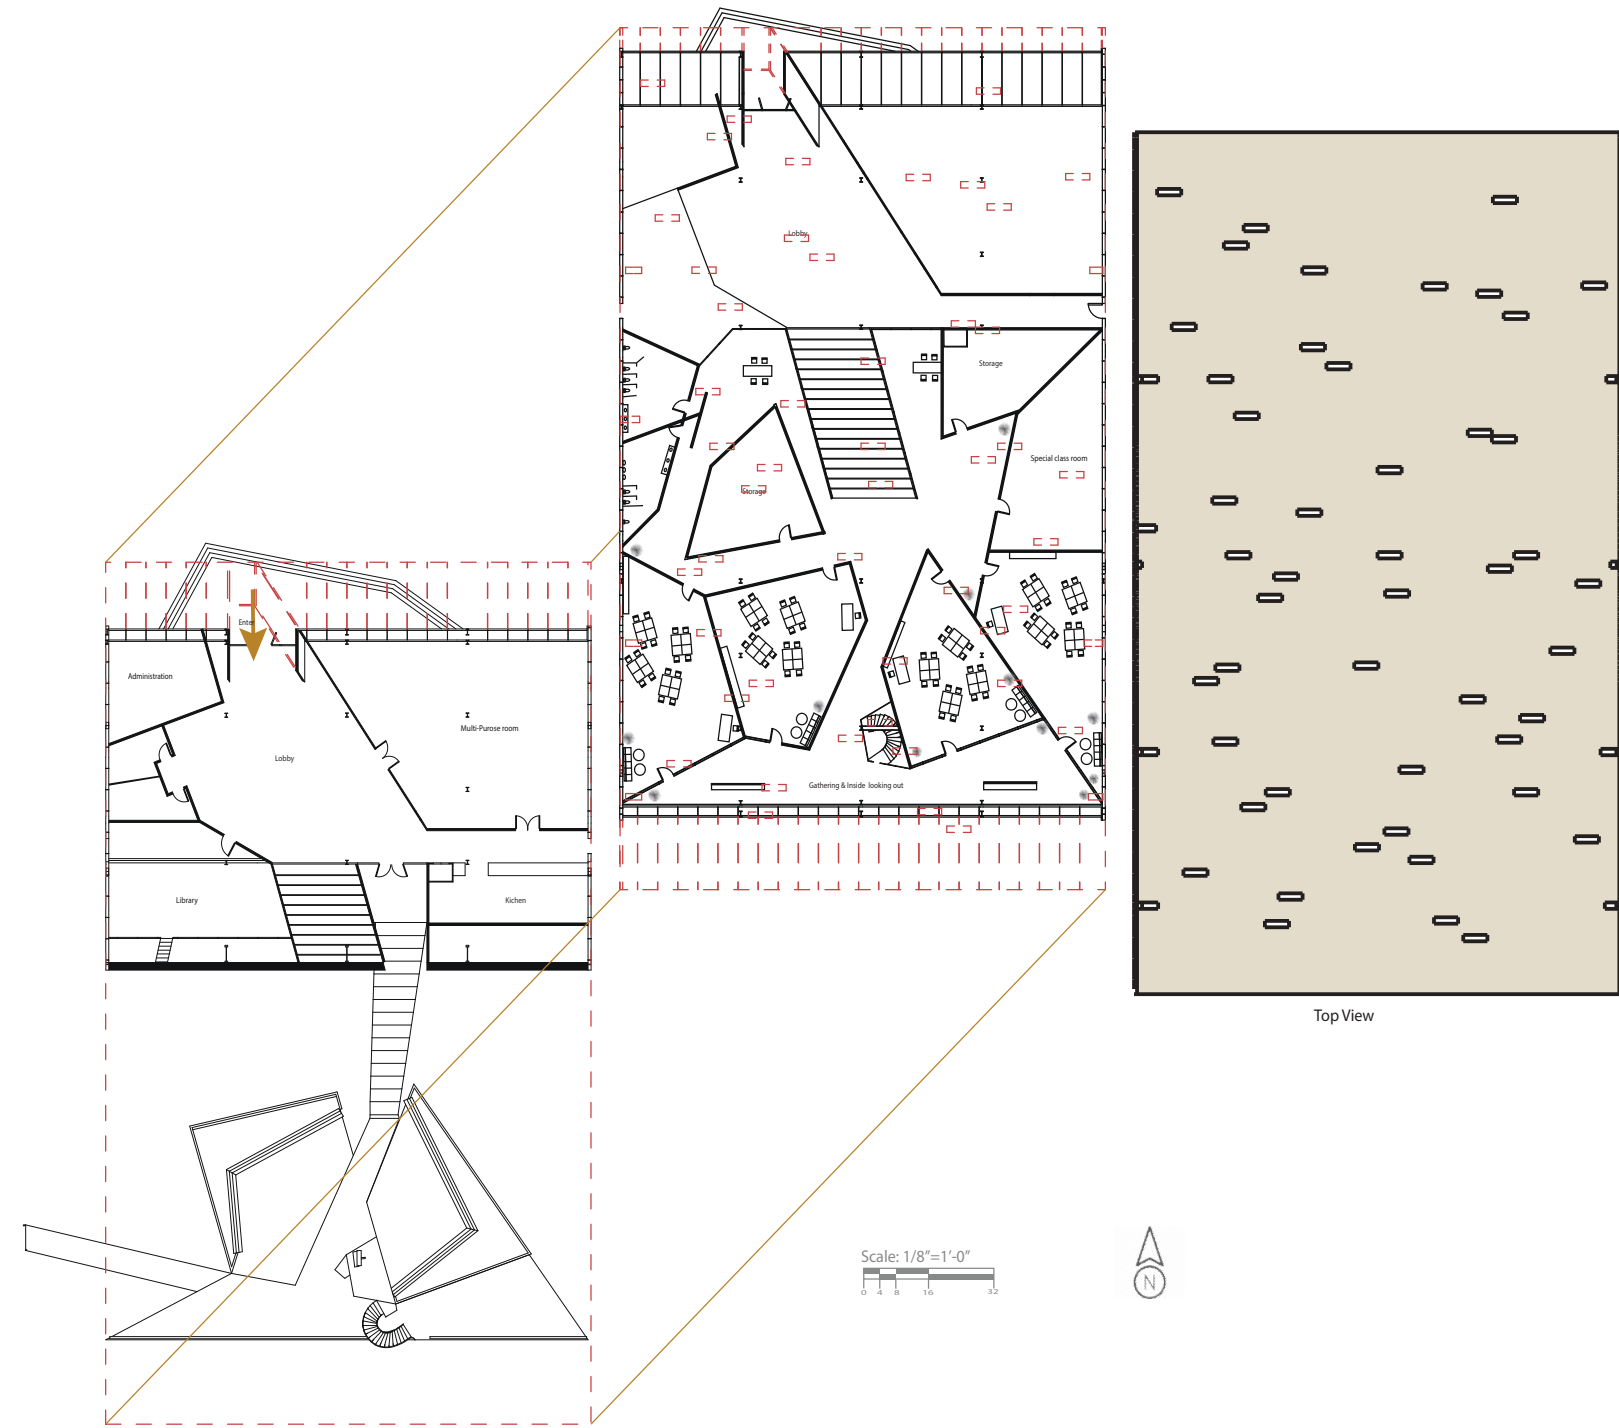 Lobby
Storage
Special class room
Storage
Gathering & Inside looking out
Enter
Administration
Multi-Purose room
Lobby
Library
Kichen
Top View
Scale: 1/8"=1'-0"
0 4 8 16 32
N